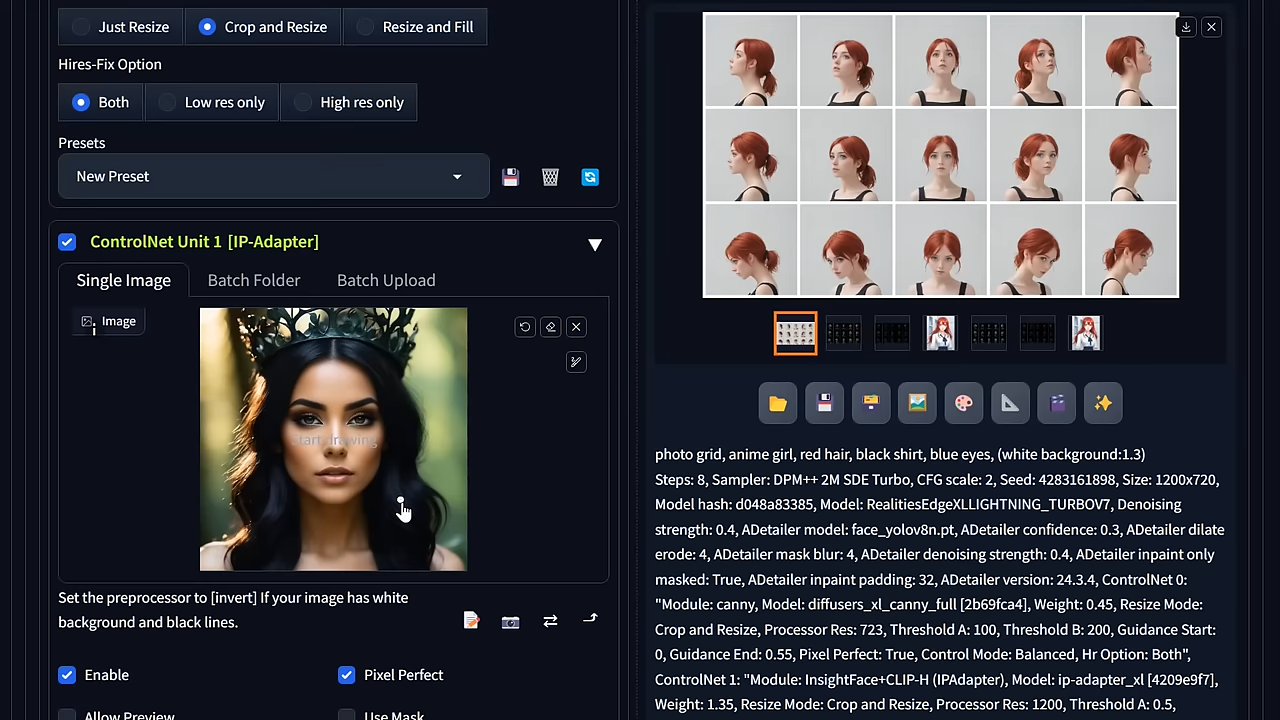 Just Resize
Crop and Resize
Resize and Fill
Hires-Fix Option
Both
Low res only
High res only
Presets
New Preset
ControlNet Unit 1 [IP-Adapter]
Single Image
Batch Folder
Batch Upload
Image
Start drawing
Set the preprocessor to [invert] If your image has white
background and black lines.
Enable
Pixel Perfect
Allow Preview
Use Mask
photo grid, anime girl, red hair, black shirt, blue eyes, (white background:1.3)
Steps: 8, Sampler: DPM++ 2M SDE Turbo, CFG scale: 2, Seed: 4283161898, Size: 1200x720,
Model hash: d048a83385, Model: RealitiesEdgeXLLIGHTNING_TURBOV7, Denoising
strength: 0.4, ADetailer model: face_yolov8n.pt, ADetailer confidence: 0.3, ADetailer dilate
erode: 4, ADetailer mask blur: 4, ADetailer denoising strength: 0.4, ADetailer inpaint only
masked: True, ADetailer inpaint padding: 32, ADetailer version: 24.3.4, ControlNet 0:
"Module: canny, Model: diffusers_xl_canny_full [2b69fca4], Weight: 0.45, Resize Mode:
Crop and Resize, Processor Res: 723, Threshold A: 100, Threshold B: 200, Guidance Start:
0, Guidance End: 0.55, Pixel Perfect: True, Control Mode: Balanced, Hr Option: Both",
ControlNet 1: "Module: InsightFace+CLIP-H (IPAdapter), Model: ip-adapter_xl [4209e9f7],
Weight: 1.35, Resize Mode: Crop and Resize, Processor Res: 1200, Threshold A: 0.5,